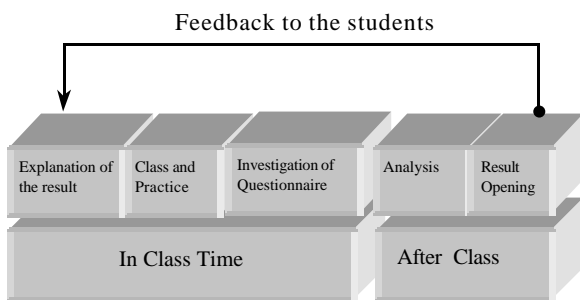 Feedback to the students
Explanation of
the result
Class and
Practice
Investigation of
Questionnaire
Analysis
Result
Opening
In Class Time
After Class